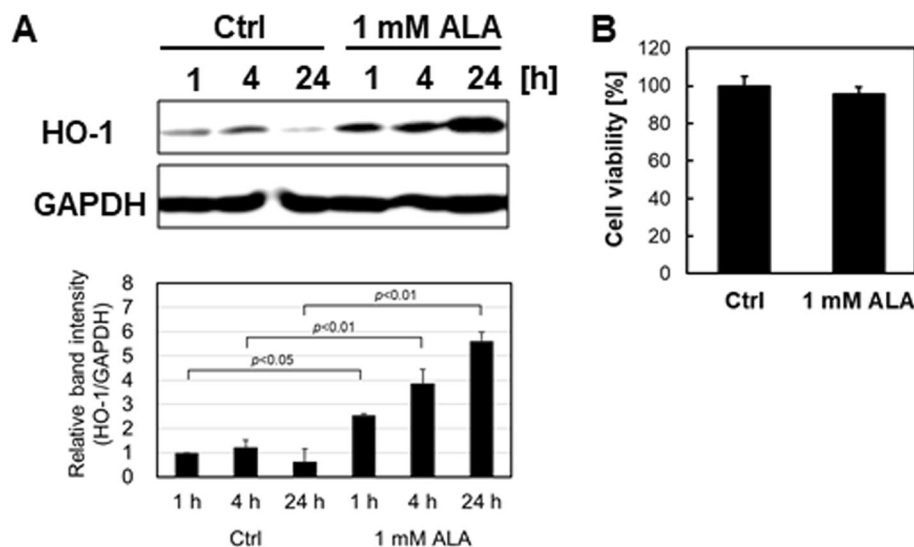 A
Ctrl 1 mM ALA
1 4 24 1 4 24 [h]
HO-1
GAPDH
Relative band intensity
(HO-1/GAPDH)
8
7
6
5
4
3
2
1
0
p<0.01
p<0.01
p<0.05
1 h 4 h 24 h 1 h 4 h 24 h
Ctrl 1 mM ALA
B
Cell viability [%]
120
100
80
60
40
20
0
Ctrl 1 mM ALA